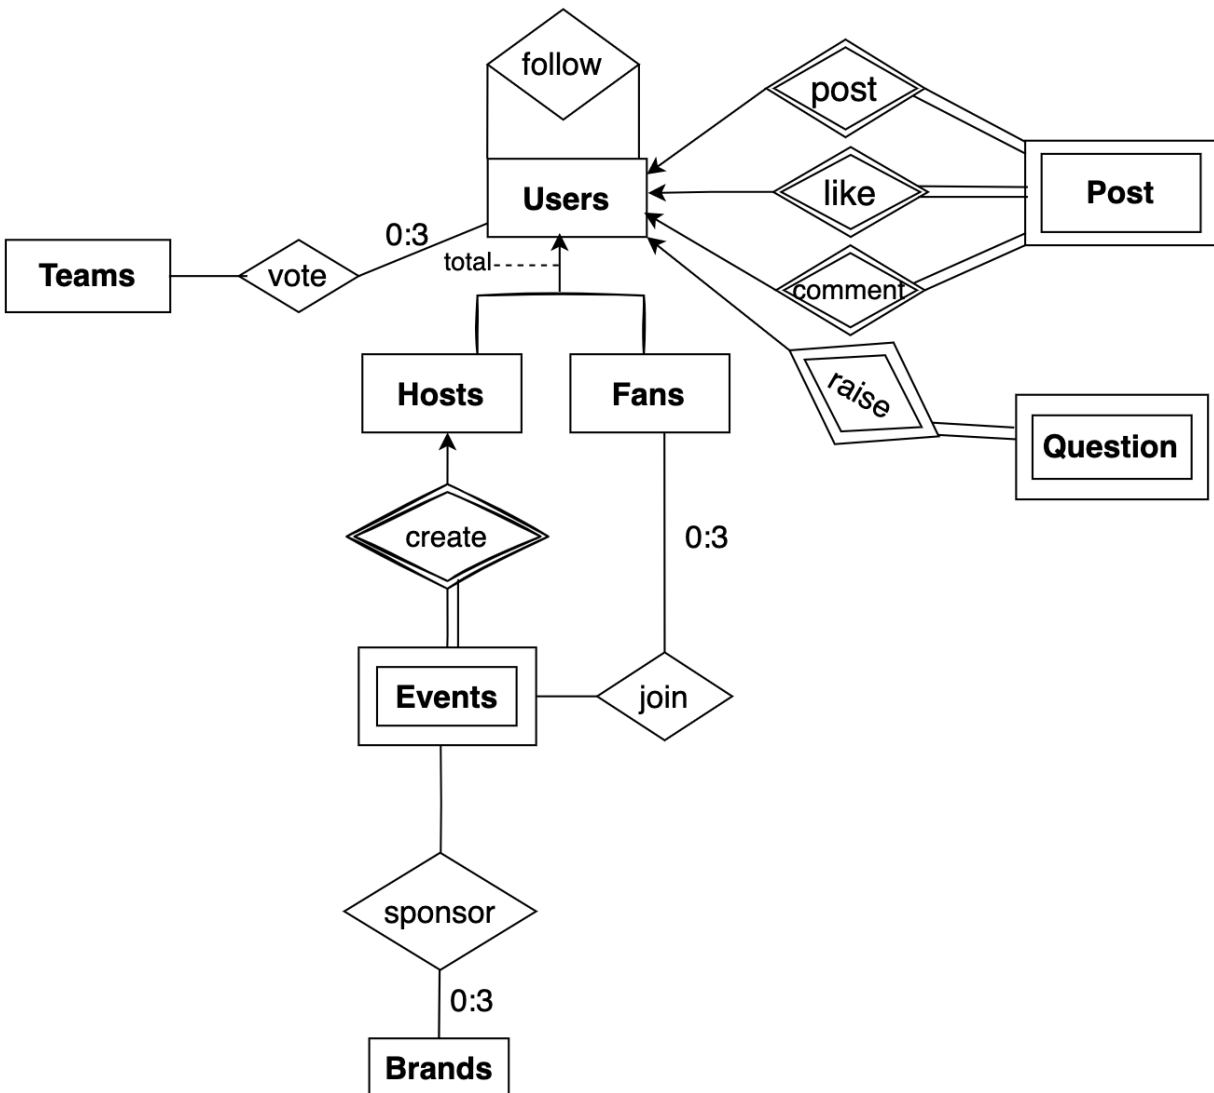 follow
post
Users
like
Post
0:3
total
Teams
vote
comment
Hosts
Fans
raise
Question
create
0:3
Events
join
sponsor
0:3
Brands